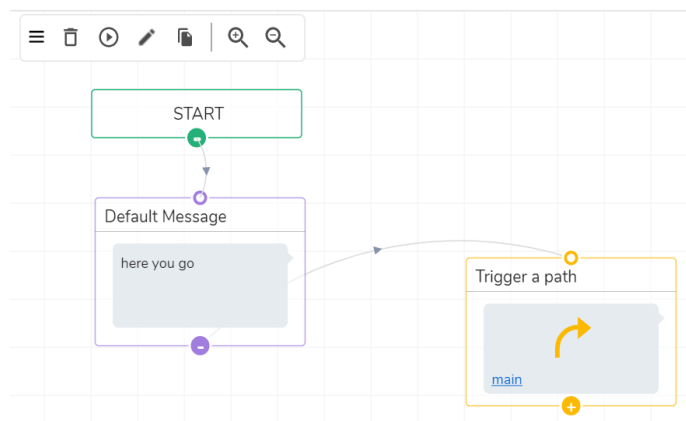 START
Default Message
here you go
Trigger a path
main